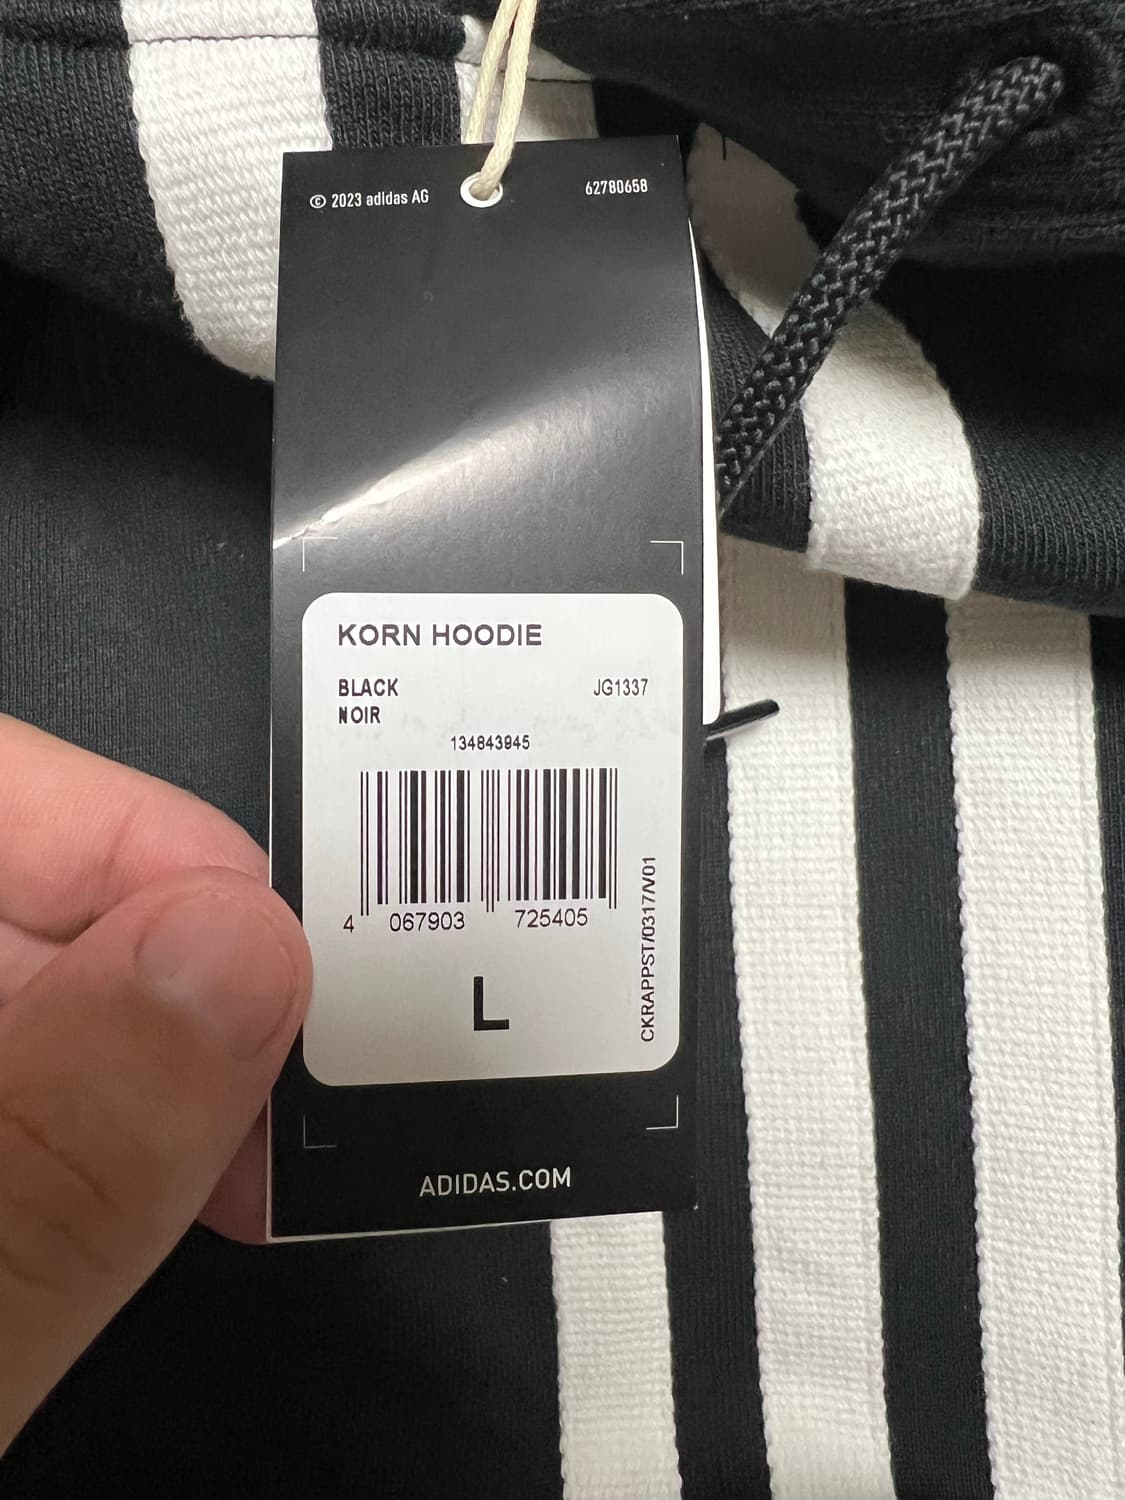 © 2023 adidas AG
62780658
KORN HOODIE
BLACK
JG1337
NOIR
134843945
4 067903 725405
CKRAPPST/0317/V01
L
ADIDAS.COM